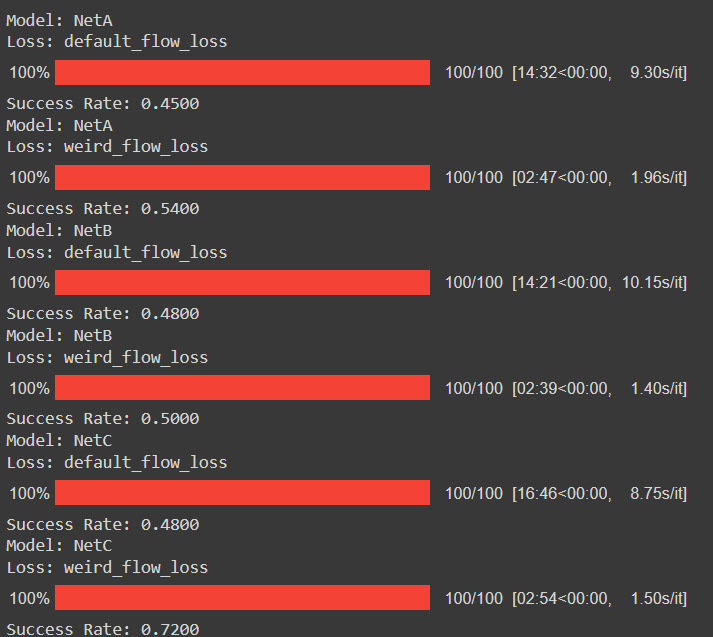 Model: NetA
Loss: default_flow_loss
100% 100/100 [14:32<00:00, 9.30s/it]
Success Rate: 0.4500
Model: NetA
Loss: weird_flow_loss
100% 100/100 [02:47<00:00, 1.96s/it]
Success Rate: 0.5400
Model: NetB
Loss: default_flow_loss
100% 100/100 [14:21<00:00, 10.15s/it]
Success Rate: 0.4800
Model: NetB
Loss: weird_flow_loss
100% 100/100 [02:39<00:00, 1.40s/it]
Success Rate: 0.5000
Model: NetC
Loss: default_flow_loss
100% 100/100 [16:46<00:00, 8.75s/it]
Success Rate: 0.4800
Model: NetC
Loss: weird_flow_loss
100% 100/100 [02:54<00:00, 1.50s/it]
Success Rate: 0.7200